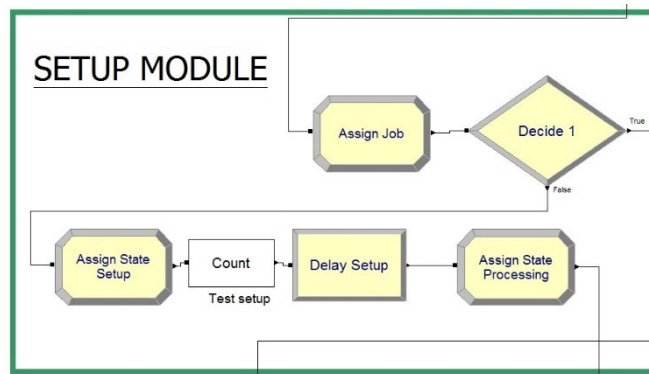 SETUP MODULE
Assign Job
Decide 1
True
False
Assign State
Setup
Count
Test setup
Delay Setup
Assign State
Processing